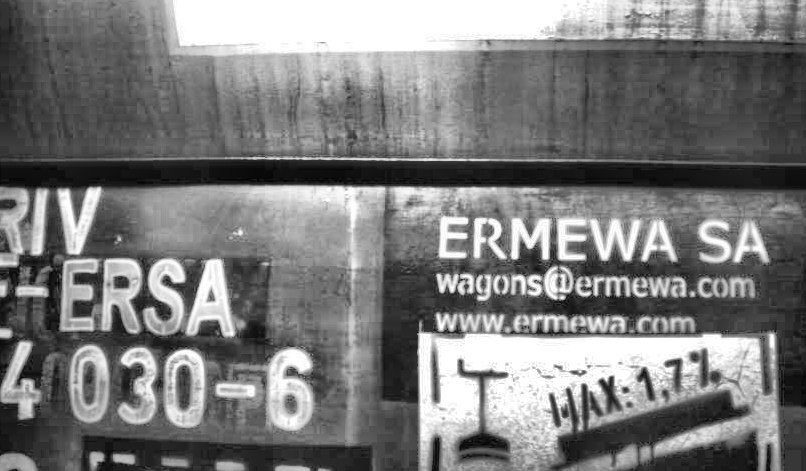 RIV
F-ERSA
4 030-6
ERMEWA SA
wagons@ermewa.com
www.ermewa.com
MAX: 1,7%